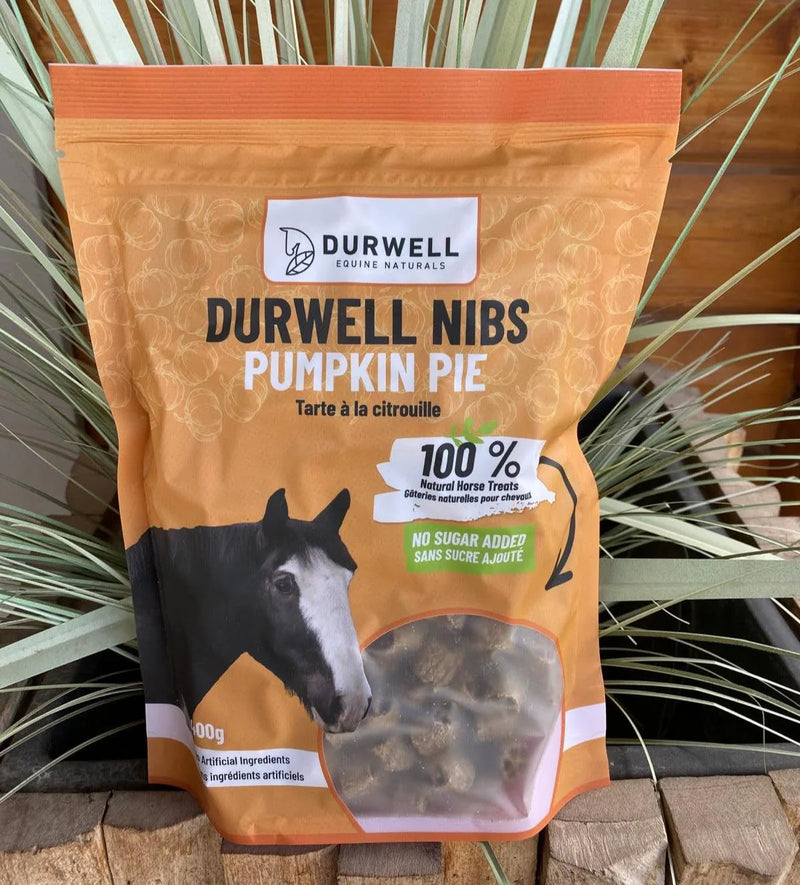 DURWELL
EQUINE NATURALS
DURWELL NIBS
PUMPKIN PIE
Tarte à la citrouille
100 %
Natural Horse Treats
Gâteries naturelles pour chevaux
NO SUGAR ADDED
SANS SUCRE AJOUTÉ
00g
Artificial Ingredients
ingrédients artificiels